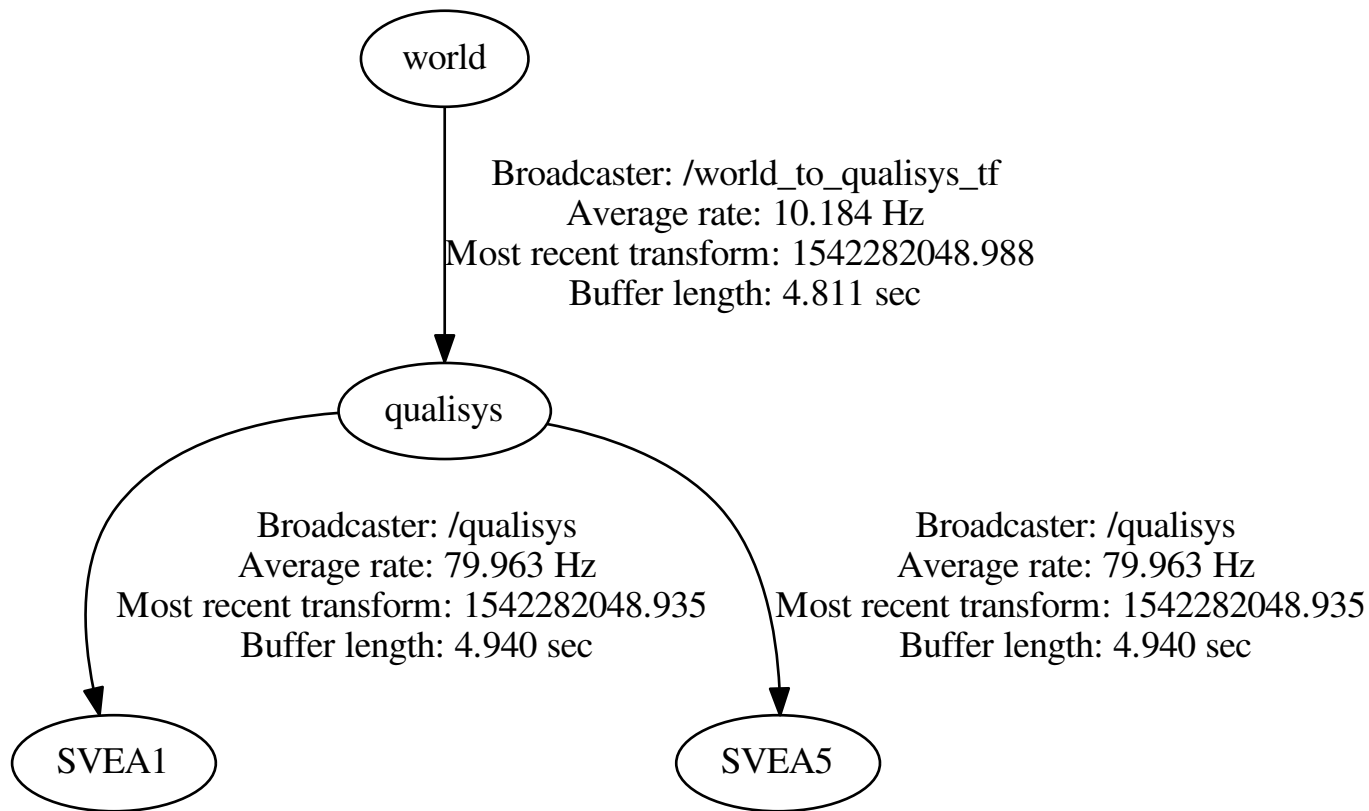 world
Broadcaster: /world_to_qualisys_tf
Average rate: 10.184 Hz
Most recent transform: 1542282048.988
Buffer length: 4.811 sec
qualisys
Broadcaster: /qualisys
Average rate: 79.963 Hz
Most recent transform: 1542282048.935
Buffer length: 4.940 sec
Broadcaster: /qualisys
Average rate: 79.963 Hz
Most recent transform: 1542282048.935
Buffer length: 4.940 sec
SVEA1
SVEA5